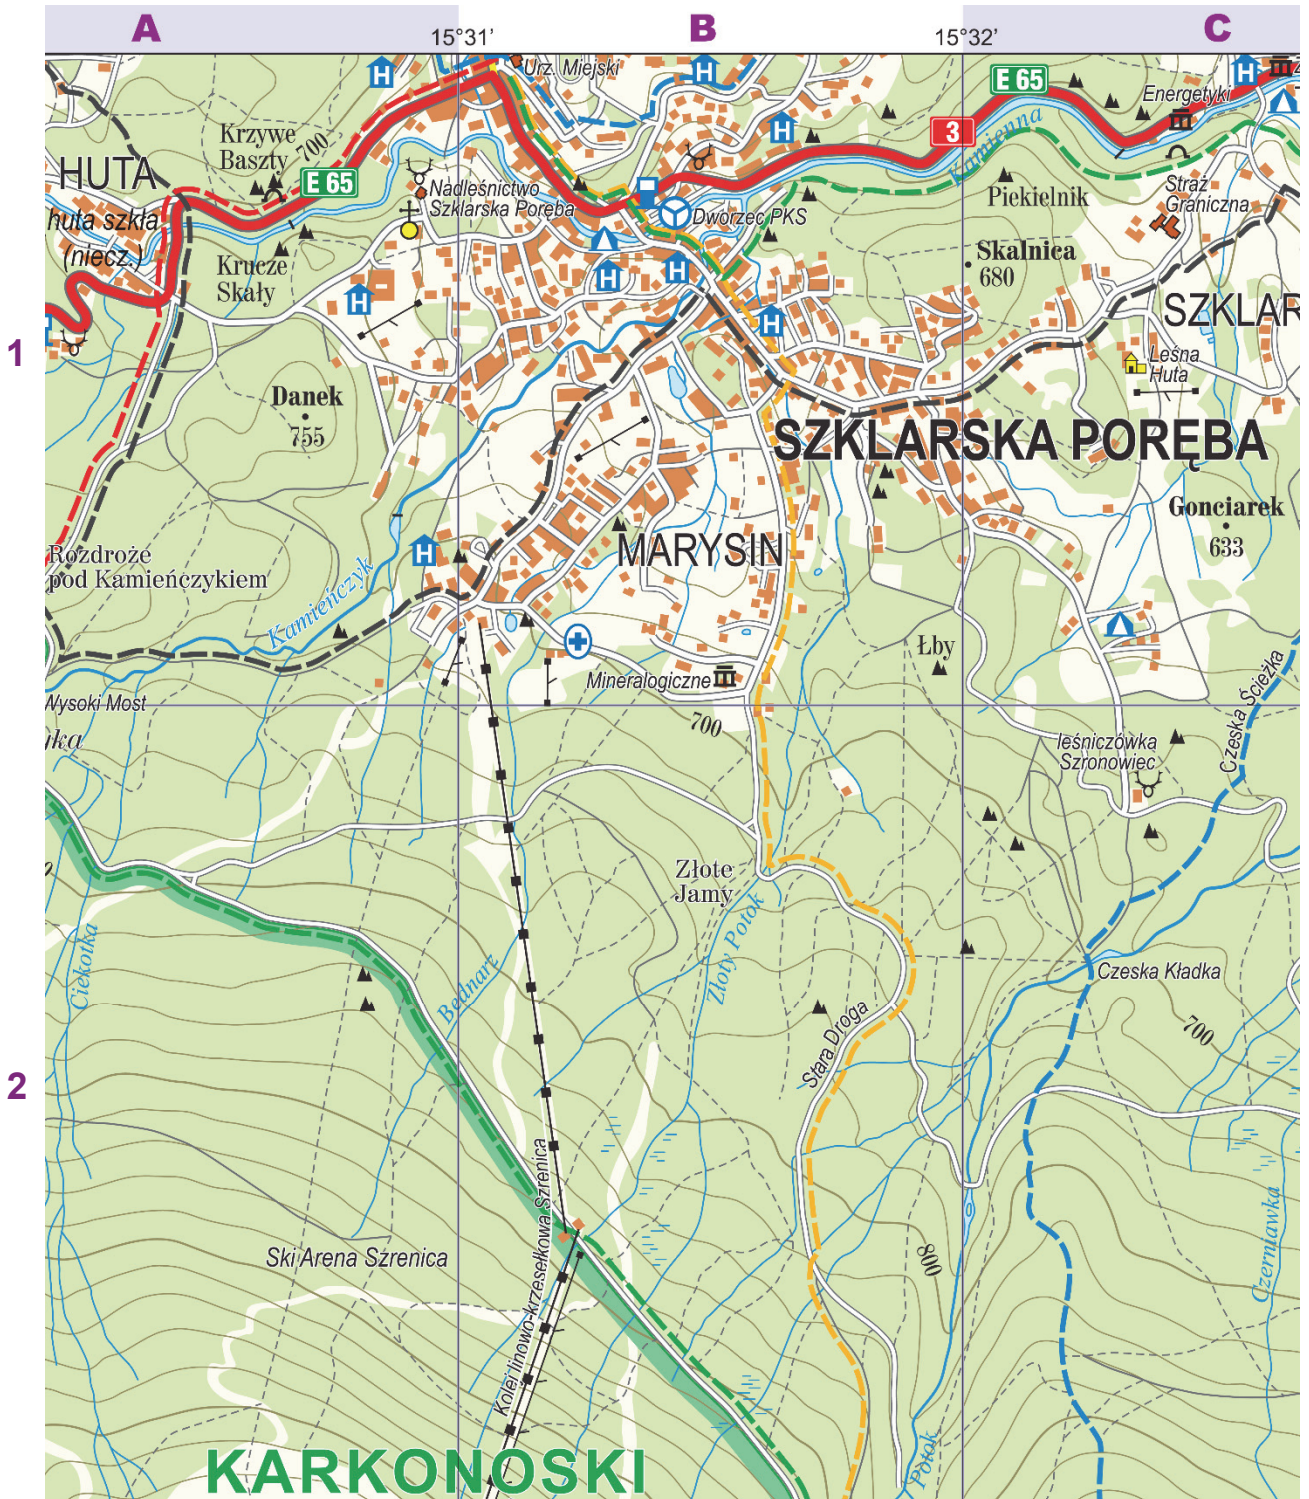 A
B
C
15°31'
15°32'
1
2
H
H
H
Urz. Miejski
E 65
Energetyki
3
Kamienna
H
Krzywe
Baszty
700
HUTA
E 65
huta szkła
(niecz.)
Nadleśnictwo
Szklarska Poręba
Dworzec PKS
Piekielnik
Straż
Graniczna
Krucze
Skały
Skalnica
680
H
H
H
H
SZKLAR
Danek
755
Leśna
Huta
SZKLARSKA PORĘBA
Gonciarek
633
MARYSIN
H
Rozdroże
pod Kamieńczykiem
Kamieńczyk
Łby
Mineralogiczne
Wysoki Most
700
Czeska Ścieżka
leśniczówka
Szronowiec
Złote
Jamy
Złoty Potok
Ciekotka
Bednarz
Czeska Kładka
Stara Droga
700
Ski Arena Szrenica
Kolej linowo-krzesełkowa Szrenica
800
Czerniawka
Potok
KARKONOSKI